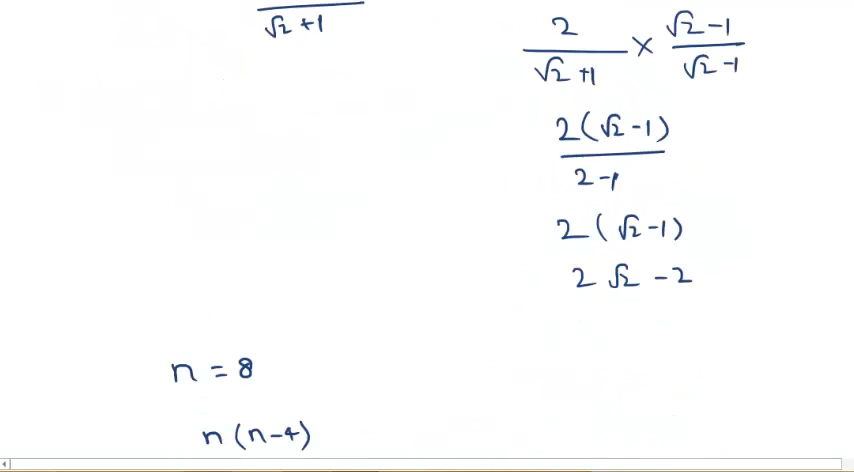 √2 + 1
2 / (√2 + 1) × (√2 - 1) / (√2 - 1)
2(√2 - 1) / (2 - 1)
2(√2 - 1)
2√2 - 2
n = 8
n(n-4)